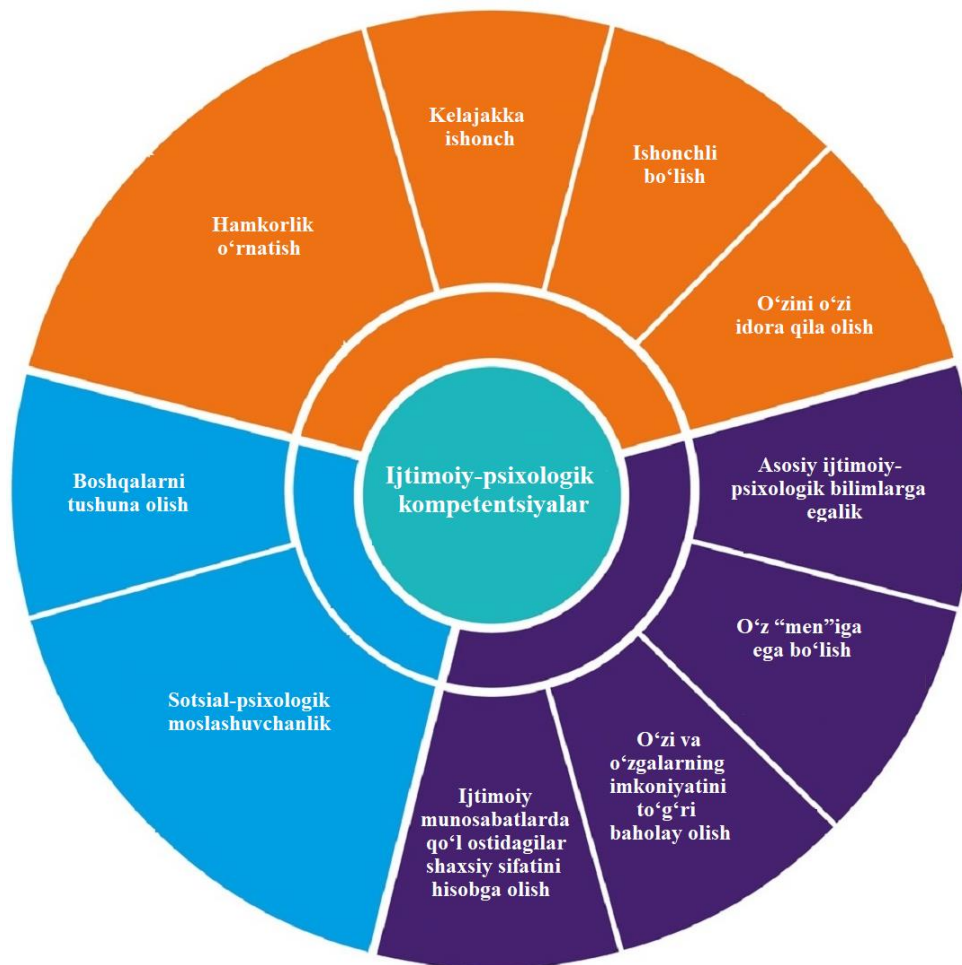 Kelajakka
ishonch
Ishonchli
bo‘lish
Hamkorlik
o‘rnatish
O‘zini o‘zi
idora qila olish
Ijtimoiy-psixologik
kompetentsiyalar
Boshqalarni
tushuna olish
Asosiy ijtimoiy-
psixologik bilimlarga
egalik
O‘z “men”iga
ega bo‘lish
Sotsial-psixologik
moslashuvchanlik
O‘zi va
o‘zgalarning
imkoniyatini
to‘g‘ri
baholay olish
Ijtimoiy
munosabatlarda
qo‘l ostidagilar
shaxsiy sifatini
hisobga olish